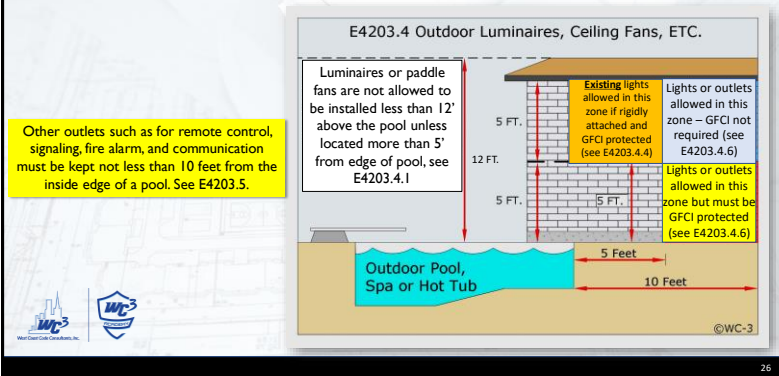 E4203.4 Outdoor Luminaires, Ceiling Fans, ETC.
Other outlets such as for remote control,
signaling, fire alarm, and communication
must be kept not less than 10 feet from the
inside edge of a pool. See E4203.5.
Luminaires or paddle
fans are not allowed to
be installed less than 12’
above the pool unless
located more than 5’
from edge of pool, see
E4203.4.1
12 FT.
5 FT.
5 FT.
5 FT.
Existing lights
allowed in this
zone if rigidly
attached and
GFCI protected
(see E4203.4.4)
Lights or outlets
allowed in this
zone – GFCI not
required (see
E4203.4.6)
Lights or outlets
allowed in this
zone but must be
GFCI protected
(see E4203.4.6)
5 Feet
10 Feet
Outdoor Pool,
Spa or Hot Tub
©WC-3
WC3
West Coast Code Consultants, Inc.
WC3
ACADEMY
26